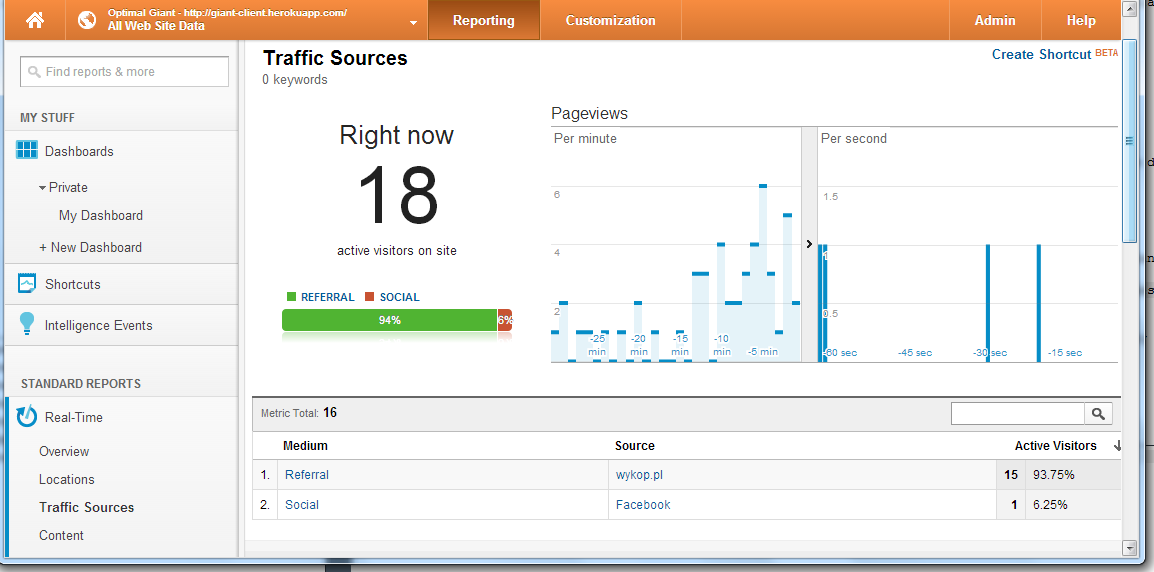 Optimal Giant - http://giant-client.herokuapp.com/
All Web Site Data
Reporting
Customization
Admin
Help
Find reports & more
MY STUFF
Dashboards
Private
My Dashboard
+ New Dashboard
Shortcuts
Intelligence Events
STANDARD REPORTS
Real-Time
Overview
Locations
Traffic Sources
Content
Traffic Sources
0 keywords
Create Shortcut BETA
Right now
18
active visitors on site
REFERRAL SOCIAL
94% 6%
Pageviews
Per minute
6
4
2
-25 min
-20 min
-15 min
-10 min
-5 min
Per second
1.5
1
0.5
-60 sec
-45 sec
-30 sec
-15 sec
Metric Total: 16
Medium Source Active Visitors
1. Referral wykop.pl 15 93.75%
2. Social Facebook 1 6.25%